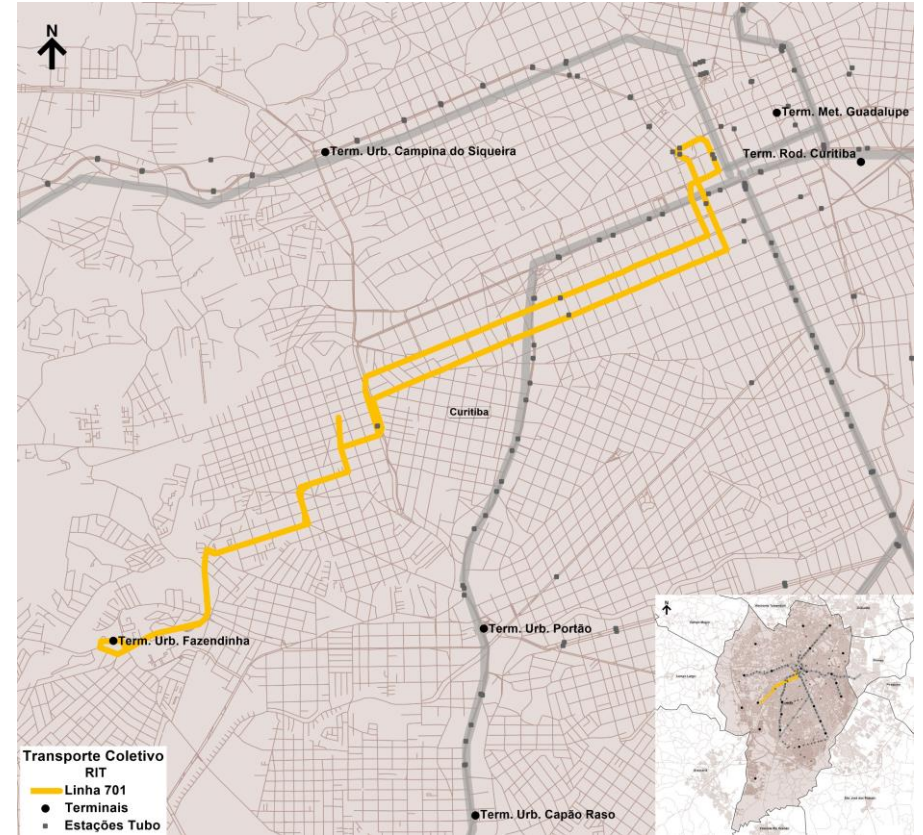 N
Term. Met. Guadalupe
Term. Urb. Campina do Siqueira
Term. Rod. Curitiba
Curitiba
Term. Urb. Portão
Term. Urb. Fazendinha
Transporte Coletivo
RIT
Linha 701
Terminais
Estações Tubo
Term. Urb. Capão Raso
N